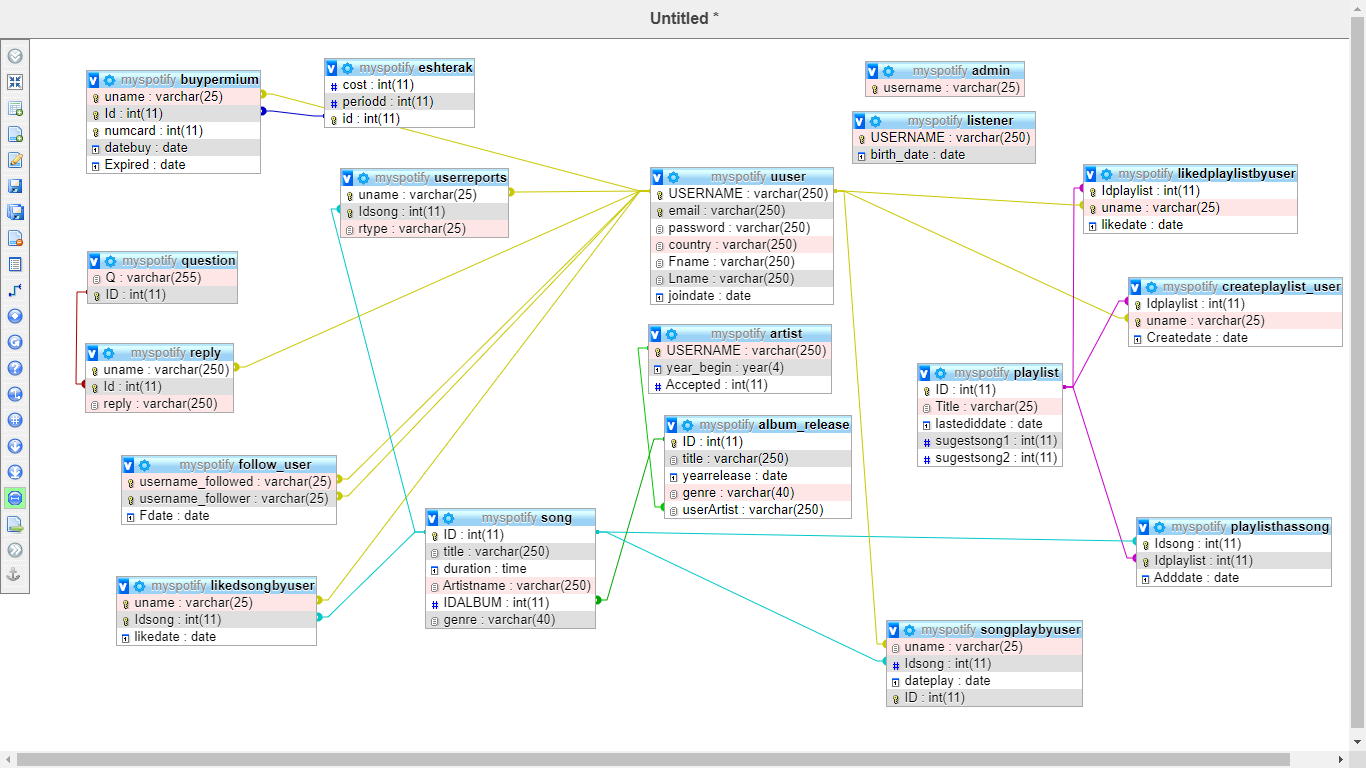 Untitled *
myspotify buypermium
uname : varchar(25)
Id : int(11)
numcard : int(11)
datebuy : date
Expired : date
myspotify eshterak
cost : int(11)
periodd : int(11)
id : int(11)
myspotify admin
username : varchar(25)
myspotify listener
USERNAME : varchar(250)
birth_date : date
myspotify userreports
uname : varchar(25)
Idsong : int(11)
rtype : varchar(25)
myspotify uuser
USERNAME : varchar(250)
email : varchar(250)
password : varchar(250)
country : varchar(250)
Fname : varchar(250)
Lname : varchar(250)
joindate : date
myspotify likedplaylistbyuser
Idplaylist : int(11)
uname : varchar(25)
likedate : date
myspotify question
Q : varchar(255)
ID : int(11)
myspotify createplaylist_user
Idplaylist : int(11)
uname : varchar(25)
Createdate : date
myspotify reply
uname : varchar(250)
Id : int(11)
reply : varchar(250)
myspotify artist
USERNAME : varchar(250)
year_begin : year(4)
Accepted : int(11)
myspotify playlist
ID : int(11)
Title : varchar(25)
lastediddate : date
sugestsong1 : int(11)
sugestsong2 : int(11)
myspotify album_release
ID : int(11)
title : varchar(250)
yearrelease : date
genre : varchar(40)
userArtist : varchar(250)
myspotify follow_user
username_followed : varchar(25)
username_follower : varchar(25)
Fdate : date
myspotify song
ID : int(11)
title : varchar(250)
duration : time
Artistname : varchar(250)
IDALBUM : int(11)
genre : varchar(40)
myspotify playlisthassong
Idsong : int(11)
Idplaylist : int(11)
Adddate : date
myspotify likedsongbyuser
uname : varchar(25)
Idsong : int(11)
likedate : date
myspotify songplaybyuser
uname : varchar(25)
Idsong : int(11)
dateplay : date
ID : int(11)